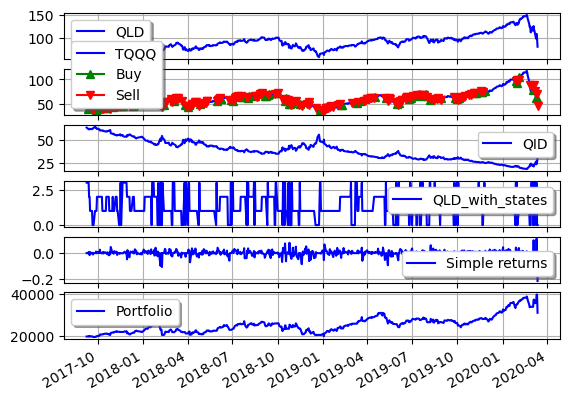 150
100
QLD
TQQQ
Buy
Sell
100
50
50
25
QID
2.5
0.0
QLD_with_states
0.0
−0.2
Simple returns
40000
20000
Portfolio
2017-10
2018-01
2018-04
2018-07
2018-10
2019-01
2019-04
2019-07
2019-10
2020-01
2020-04